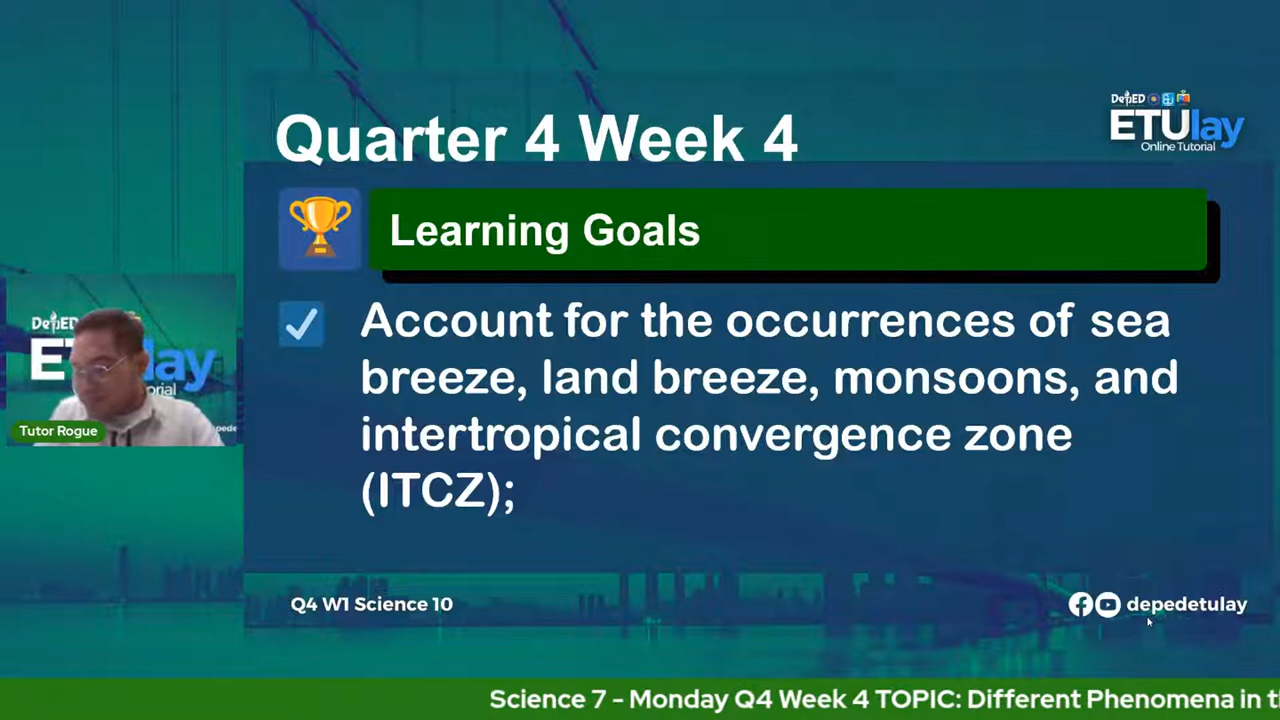 Quarter 4 Week 4
DepED
ETUlay
Online Tutorial
Learning Goals
Account for the occurrences of sea
breeze, land breeze, monsoons, and
intertropical convergence zone
(ITCZ);
DepED
Tutor Rogue
Q4 W1 Science 10
depedetulay
Science 7 - Monday Q4 Week 4 TOPIC: Different Phenomena in